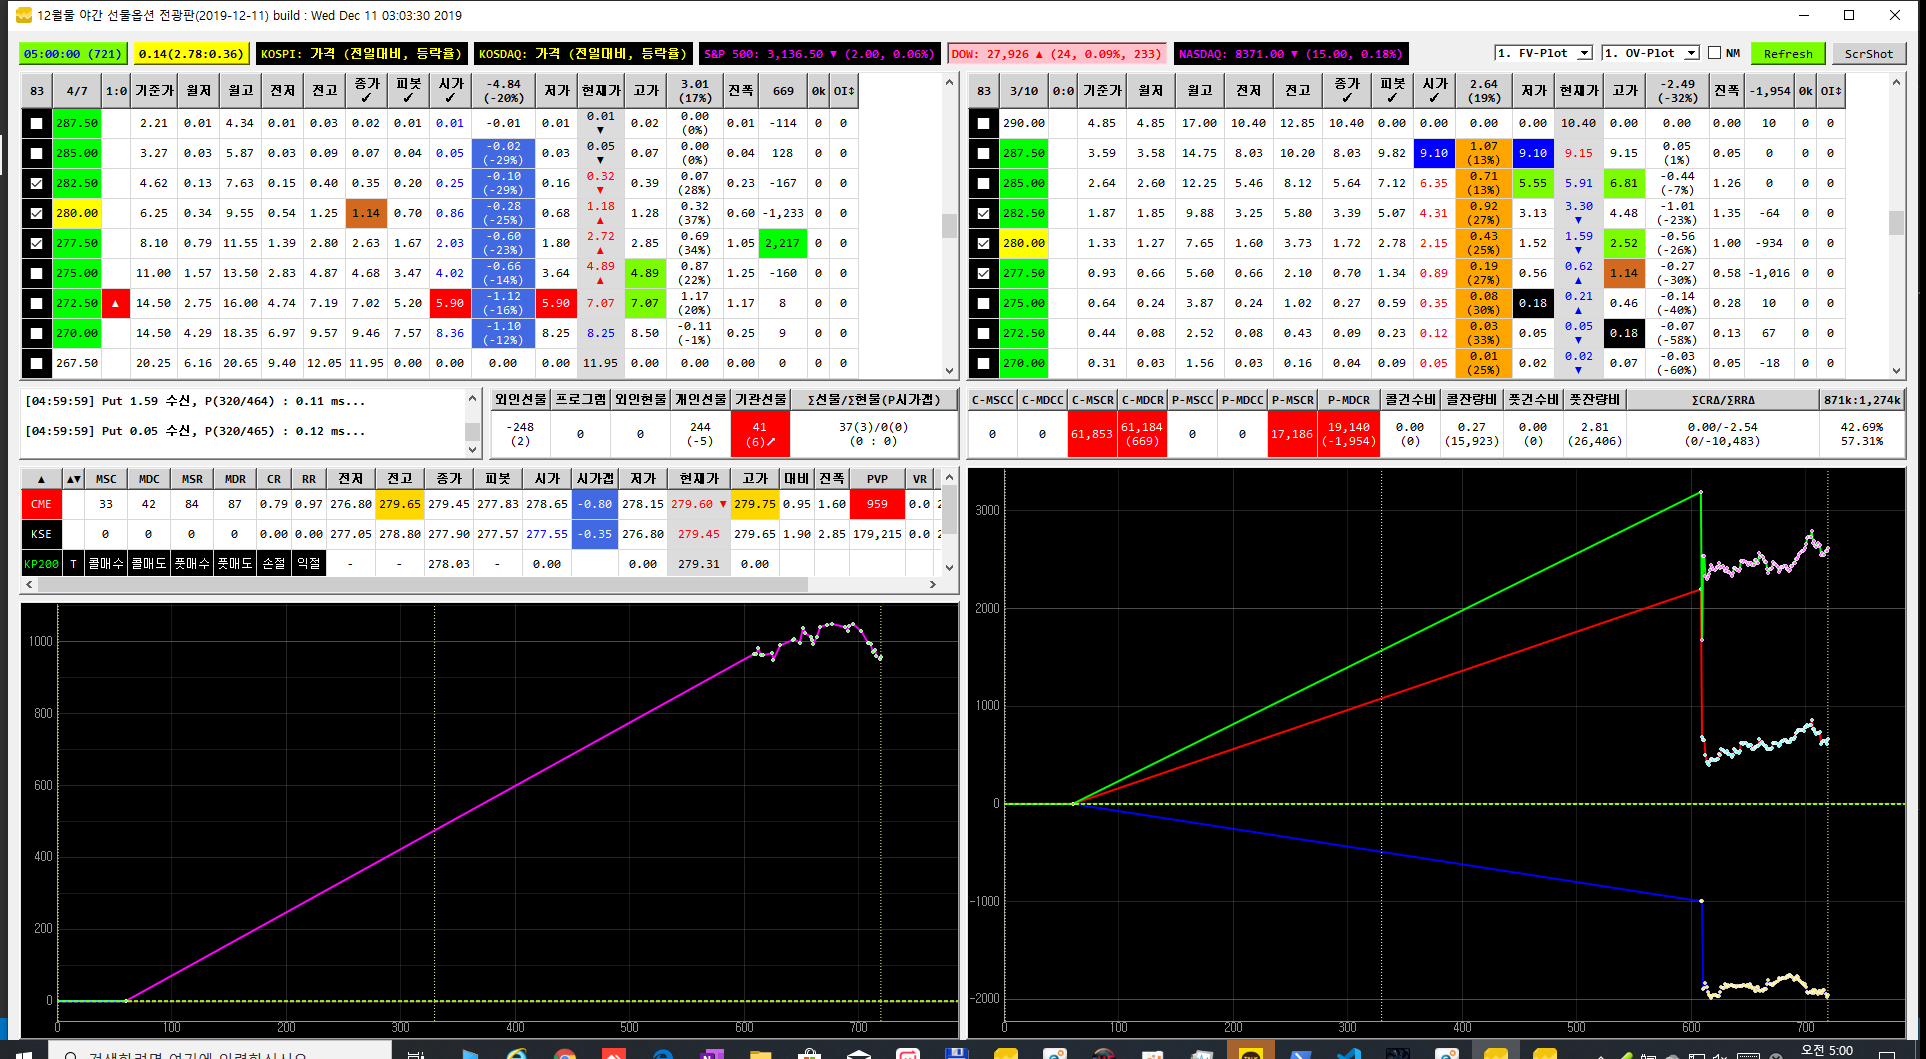 12월물 야간 선물옵션 전광판(2019-12-11) build : Wed Dec 11 03:03:30 2019
05:00:00 (721) 0.14(2.78:0.36) KOSPI: 가격 (전일대비, 등락율) KOSDAQ: 가격 (전일대비, 등락율) S&P 500: 3,136.50 ▼ (2.00, 0.06%) DOW: 27,926 ▲ (24, 0.09%, 233) NASDAQ: 8371.00 ▼ (15.00, 0.18%) 1. FV-Plot 1. OV-Plot NM Refresh ScrShot
83 4/7 1:0 기준가 월저 월고 전저 전고 종가 ✓ 피봇 ✓ 시가 ✓ -4.84 (-20%) 저가 현재가 고가 3.01 (17%) 진폭 669 0k OI↕
287.50 2.21 0.01 4.34 0.01 0.03 0.02 0.01 0.01 -0.01 0.01 0.01 ▼ 0.02 0.00 (0%) 0.01 -114 0 0
285.00 3.27 0.03 5.87 0.03 0.09 0.07 0.04 0.05 -0.02 (-29%) 0.03 0.05 ▼ 0.07 0.00 (0%) 0.04 128 0 0
282.50 4.62 0.13 7.63 0.15 0.40 0.35 0.20 0.25 -0.10 (-29%) 0.16 0.32 ▼ 0.39 0.07 (28%) 0.23 -167 0 0
280.00 6.25 0.34 9.55 0.54 1.25 1.14 0.70 0.86 -0.28 (-25%) 0.68 1.18 ▲ 1.28 0.32 (37%) 0.60 -1,233 0 0
277.50 8.10 0.79 11.55 1.39 2.80 2.63 1.67 2.03 -0.60 (-23%) 1.80 2.72 ▲ 2.85 0.69 (34%) 1.05 2,217 0 0
275.00 11.00 1.57 13.50 2.83 4.87 4.68 3.47 4.02 -0.66 (-14%) 3.64 4.89 ▲ 4.89 0.87 (22%) 1.25 -160 0 0
272.50 ▲ 14.50 2.75 16.00 4.74 7.19 7.02 5.20 5.90 -1.12 (-16%) 5.90 7.07 7.07 1.17 (20%) 1.17 8 0 0
270.00 14.50 4.29 18.35 6.97 9.57 9.46 7.57 8.36 -1.10 (-12%) 8.25 8.25 8.50 -0.11 (-1%) 0.25 9 0 0
267.50 20.25 6.16 20.65 9.40 12.05 11.95 0.00 0.00 0.00 0.00 11.95 0.00 0.00 0.00 0 0 0
83 3/10 0:0 기준가 월저 월고 전저 전고 종가 ✓ 피봇 ✓ 시가 ✓ 2.64 (19%) 저가 현재가 고가 -2.49 (-32%) 진폭 -1,954 0k OI↕
290.00 4.85 4.85 17.00 10.40 12.85 10.40 0.00 0.00 0.00 0.00 10.40 0.00 0.00 0.00 10 0 0
287.50 3.59 3.58 14.75 8.03 10.20 8.03 9.82 9.10 1.07 (13%) 9.10 9.15 9.15 0.05 (1%) 0.05 0 0 0
285.00 2.64 2.60 12.25 5.46 8.12 5.64 7.12 6.35 0.71 (13%) 5.55 5.91 6.81 -0.44 (-7%) 1.26 0 0 0
282.50 1.87 1.85 9.88 3.25 5.80 3.39 5.07 4.31 0.92 (27%) 3.13 3.30 ▼ 4.48 -1.01 (-23%) 1.35 -64 0 0
280.00 1.33 1.27 7.65 1.60 3.73 1.72 2.78 2.15 0.43 (25%) 1.52 1.59 ▼ 2.52 -0.56 (-26%) 1.00 -934 0 0
277.50 0.93 0.66 5.60 0.66 2.10 0.70 1.34 0.89 0.19 (27%) 0.56 0.62 ▲ 1.14 -0.27 (-30%) 0.58 -1,016 0 0
275.00 0.64 0.24 3.87 0.24 1.02 0.27 0.59 0.35 0.08 (30%) 0.18 0.21 ▲ 0.46 -0.14 (-40%) 0.28 10 0 0
272.50 0.44 0.08 2.52 0.08 0.43 0.09 0.23 0.12 0.03 (33%) 0.05 0.05 ▼ 0.18 -0.07 (-58%) 0.13 67 0 0
270.00 0.31 0.03 1.56 0.03 0.16 0.04 0.09 0.05 0.01 (25%) 0.02 0.02 ▼ 0.07 -0.03 (-60%) 0.05 -18 0 0
[04:59:59] Put 1.59 수신, P(320/464) : 0.11 ms...
[04:59:59] Put 0.05 수신, P(320/465) : 0.12 ms...
외인선물 프로그램 외인현물 개인선물 기관선물 Σ선물/Σ현물(P시가갭)
-248 (2) 0 0 244 (-5) 41 (6)↗ 37(3)/0(0) (0 : 0)
C-MSCC C-MDCC C-MSCR C-MDCR P-MSCC P-MDCC P-MSCR P-MDCR 콜건수비 콜잔량비 풋건수비 풋잔량비 ΣCRΔ/ΣRRΔ 871k:1,274k
0 0 61,853 61,184 (669) 0 0 17,186 19,140 (-1,954) 0.00 (0) 0.27 (15,923) 0.00 (0) 2.81 (26,406) 0.00/-2.54 (0/-10,483) 42.69% 57.31%
▲ ▲▼ MSC MDC MSR MDR CR RR 전저 전고 종가 피봇 시가 시가갭 저가 현재가 고가 대비 진폭 PVP VR
CME 33 42 84 87 0.79 0.97 276.80 279.65 279.45 277.83 278.65 -0.80 278.15 279.60 ▼ 279.75 0.95 1.60 959 0.0
KSE 0 0 0 0 0.00 0.00 277.05 278.80 277.90 277.57 277.55 -0.35 276.80 279.45 279.65 1.90 2.85 179,215 0.0
KP200 T 콜매수 콜매도 풋매수 풋매도 손절 익절 - - 278.03 - 0.00 0.00 279.31 0.00
1000
800
600
400
200
0
0 100 200 300 400 500 600 700
3000
2000
1000
0
-1000
-2000
0 100 200 300 400 500 600 700
오전 5:00